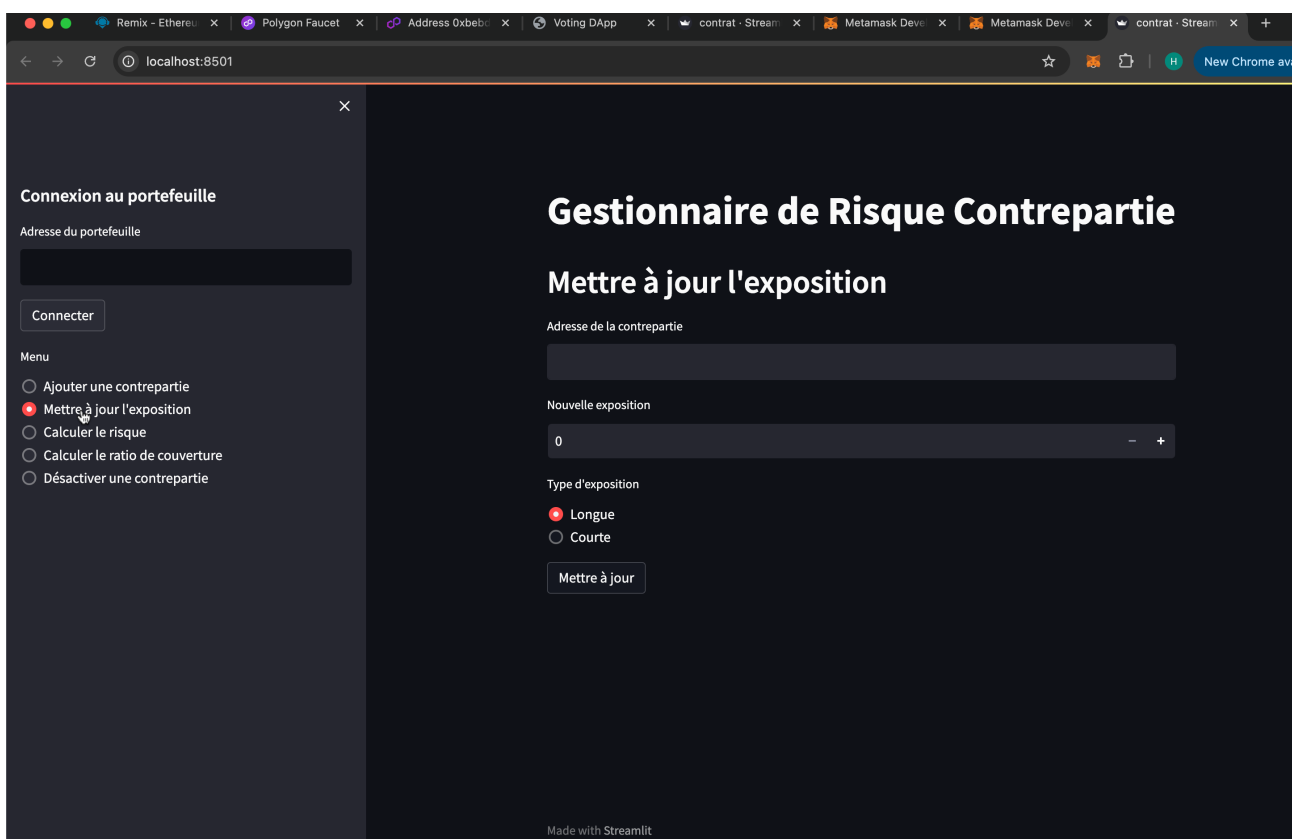 Remix - Ethereu
Polygon Faucet
Address 0xbebd
Voting DApp
contrat · Stream
Metamask Deve
Metamask Deve
contrat · Stream
localhost:8501
H
New Chrome ava
Connexion au portefeuille
Adresse du portefeuille
Connecter
Menu
Ajouter une contrepartie
Mettre à jour l'exposition
Calculer le risque
Calculer le ratio de couverture
Désactiver une contrepartie
Gestionnaire de Risque Contrepartie
Mettre à jour l'exposition
Adresse de la contrepartie
Nouvelle exposition
0
Type d'exposition
Longue
Courte
Mettre à jour
Made with Streamlit